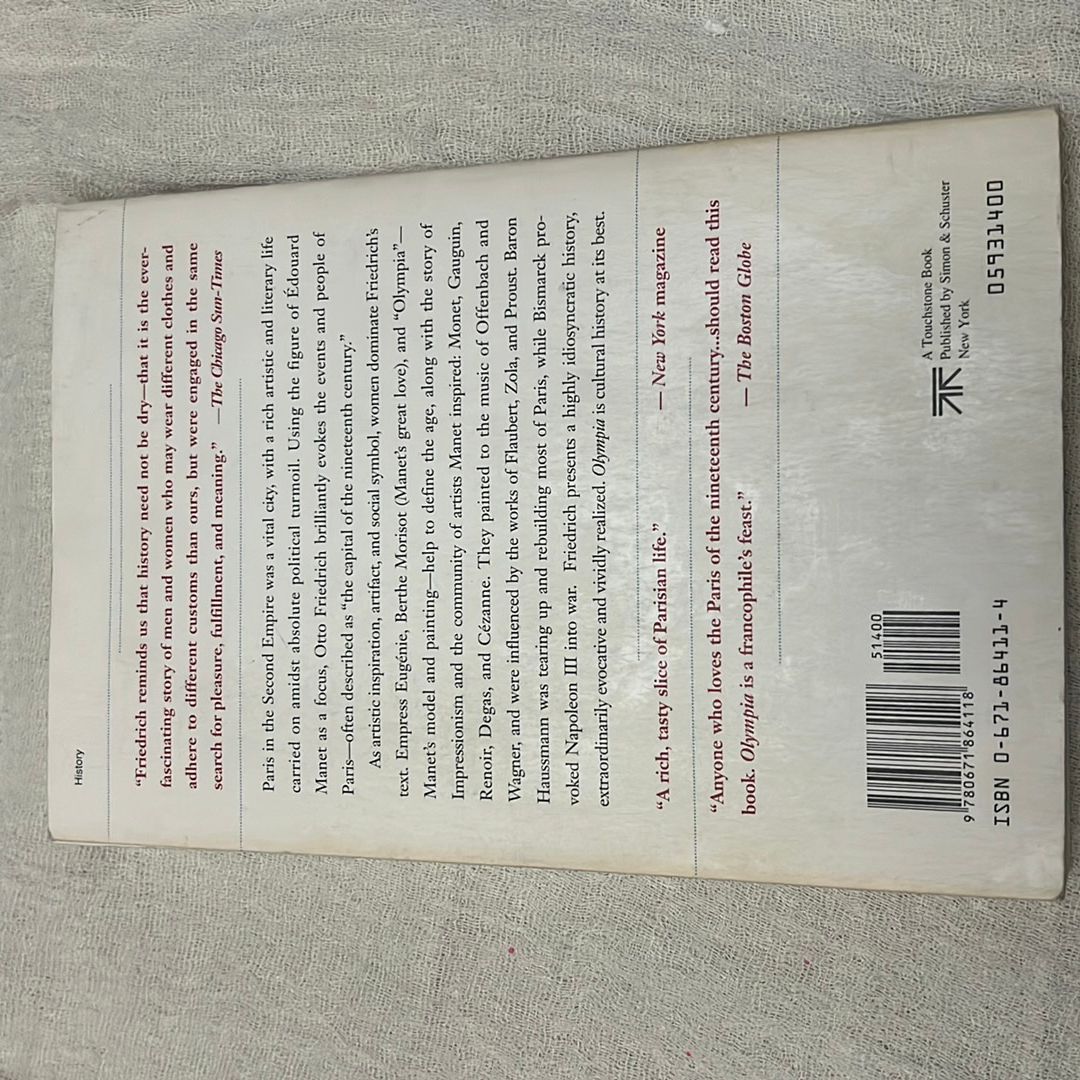 History
“Friedrich reminds us that history need not be dry—that it is the ever-
fascinating story of men and women who may wear different clothes and
adhere to different customs than ours, but were engaged in the same
search for pleasure, fulfillment, and meaning.” —The Chicago Sun-Times
Paris in the Second Empire was a vital city, with a rich artistic and literary life
carried on amidst absolute political turmoil. Using the figure of Édouard
Manet as a focus, Otto Friedrich brilliantly evokes the events and people of
Paris—often described as “the capital of the nineteenth century.”
As artistic inspiration, artifact, and social symbol, women dominate Friedrich’s
text. Empress Eugénie, Berthe Morisot (Manet’s great love), and “Olympia”—
Manet’s model and painting—help to define the age, along with the story of
Impressionism and the community of artists Manet inspired: Monet, Gauguin,
Renoir, Degas, and Cézanne. They painted to the music of Offenbach and
Wagner, and were influenced by the works of Flaubert, Zola, and Proust. Baron
Haussmann was tearing up and rebuilding most of Paris, while Bismarck pro-
voked Napoleon III into war. Friedrich presents a highly idiosyncratic history,
extraordinarily evocative and vividly realized. Olympia is cultural history at its best.
“A rich, tasty slice of Parisian life.” — New York magazine
“Anyone who loves the Paris of the nineteenth century...should read this
book. Olympia is a francophile’s feast.” — The Boston Globe
51400
9 780671 864118
ISBN 0-671-86411-4
A Touchstone Book
Published by Simon & Schuster
New York
05931400